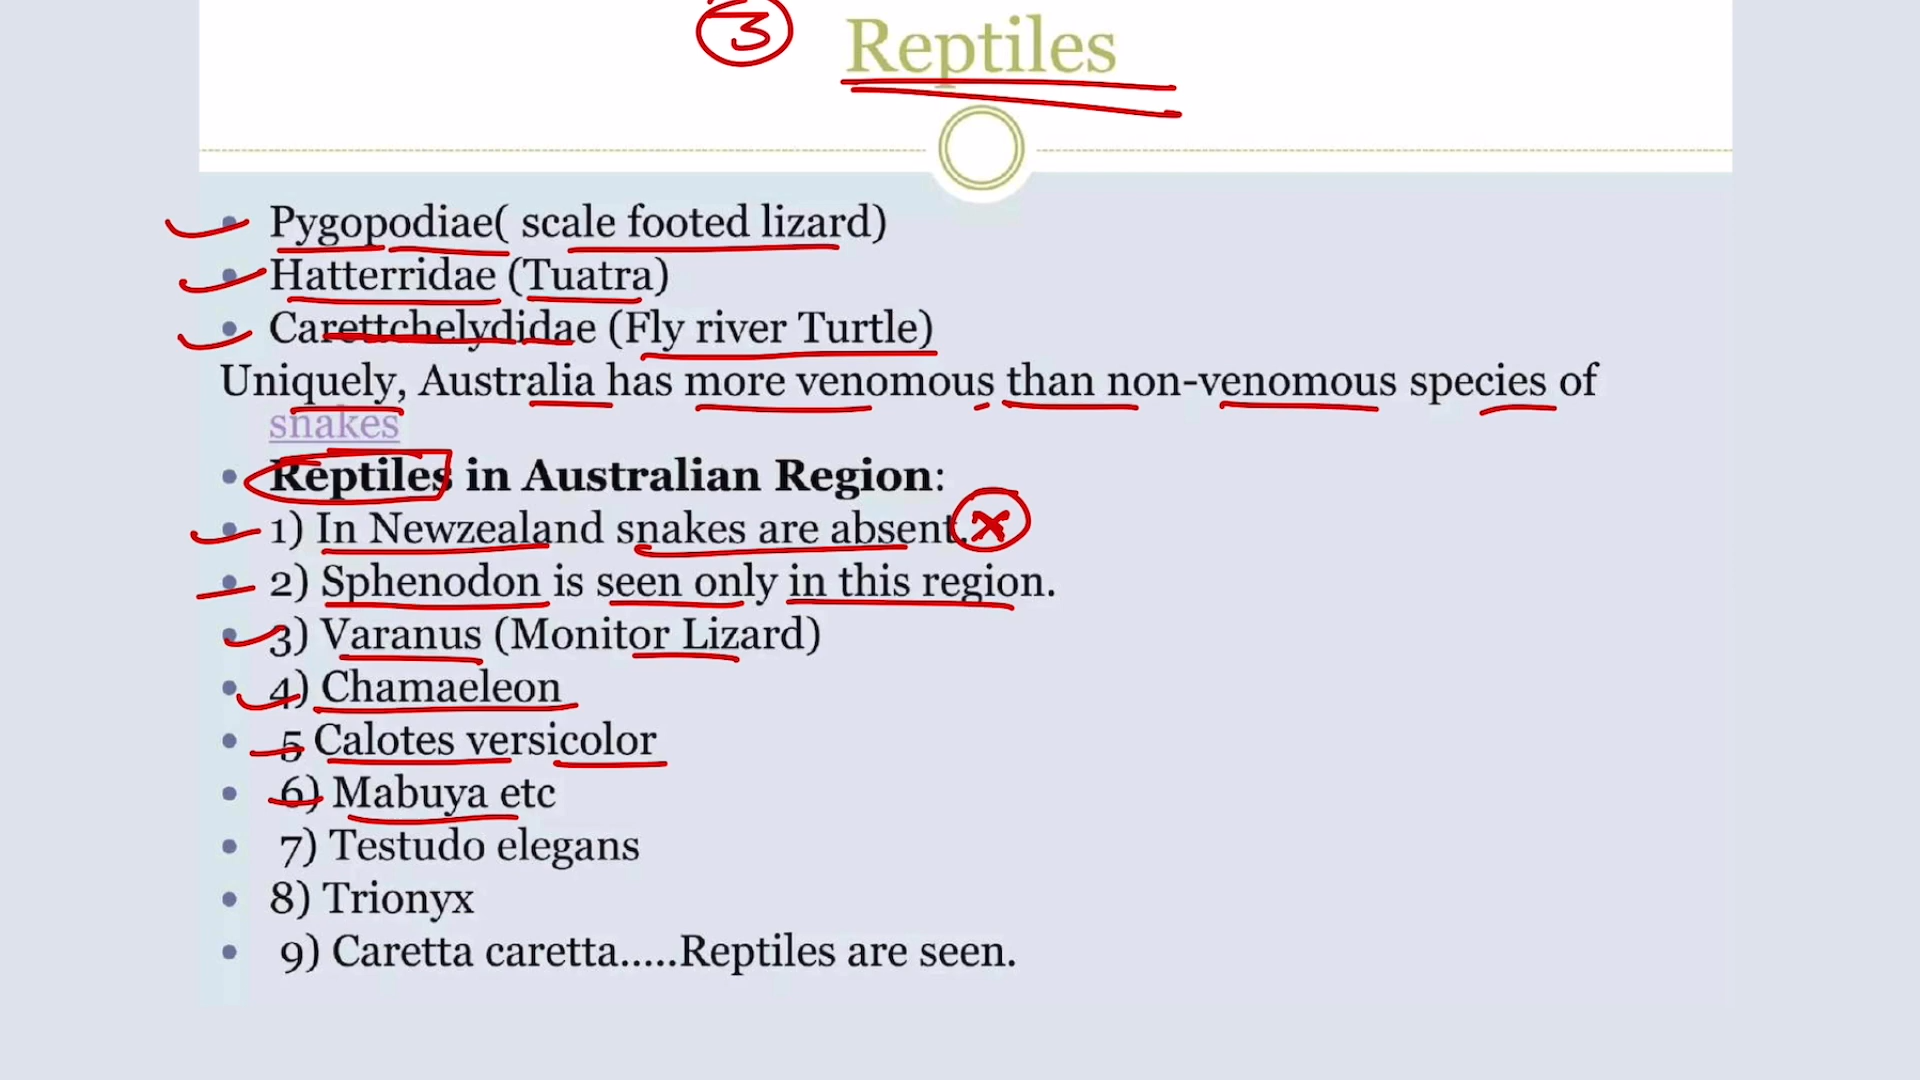 3 Reptiles
Pygopodiae( scale footed lizard)
Hatterridae (Tuatra)
Carettchelydidae (Fly river Turtle)
Uniquely, Australia has more venomous than non-venomous species of
snakes
Reptiles in Australian Region:
1) In Newzealand snakes are absent.
2) Sphenodon is seen only in this region.
3) Varanus (Monitor Lizard)
4) Chamaeleon
5 Calotes versicolor
6) Mabuya etc
7) Testudo elegans
8) Trionyx
9) Caretta caretta.....Reptiles are seen.